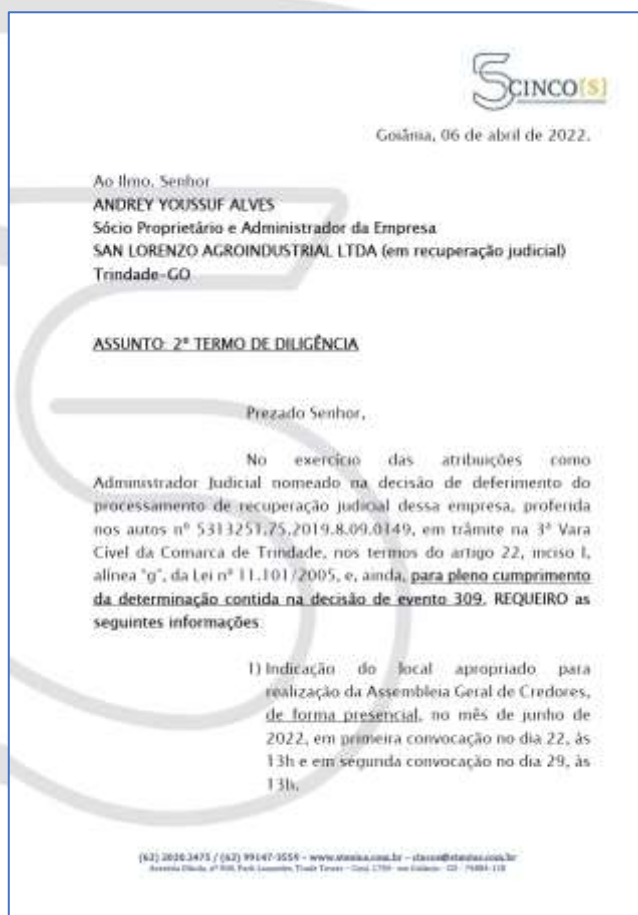 CINCO{S}
Goiânia, 06 de abril de 2022.
Ao Ilmo. Senhor
ANDREY YOUSSUF ALVES
Sócio Proprietário e Administrador da Empresa
SAN LORENZO AGROINDUSTRIAL LTDA (em recuperação judicial)
Trindade-GO
ASSUNTO: 2º TERMO DE DILIGÊNCIA
Prezado Senhor,
No exercício das atribuições como
Administrador Judicial nomeado na decisão de deferimento do
processamento de recuperação judicial dessa empresa, proferida
nos autos nº 5313251.75.2019.8.09.0149, em trâmite na 3ª Vara
Cível da Comarca de Trindade, nos termos do artigo 22, inciso I,
alínea "g", da Lei nº 11.101/2005, e, ainda, para pleno cumprimento
da determinação contida na decisão de evento 309, REQUEIRO as
seguintes informações:
1) Indicação do local apropriado para
realização da Assembleia Geral de Credores,
de forma presencial, no mês de junho de
2022, em primeira convocação no dia 22, às
13h e em segunda convocação no dia 29, às
13h.
(62) 2020.2475 / (62) 99147-3559 -